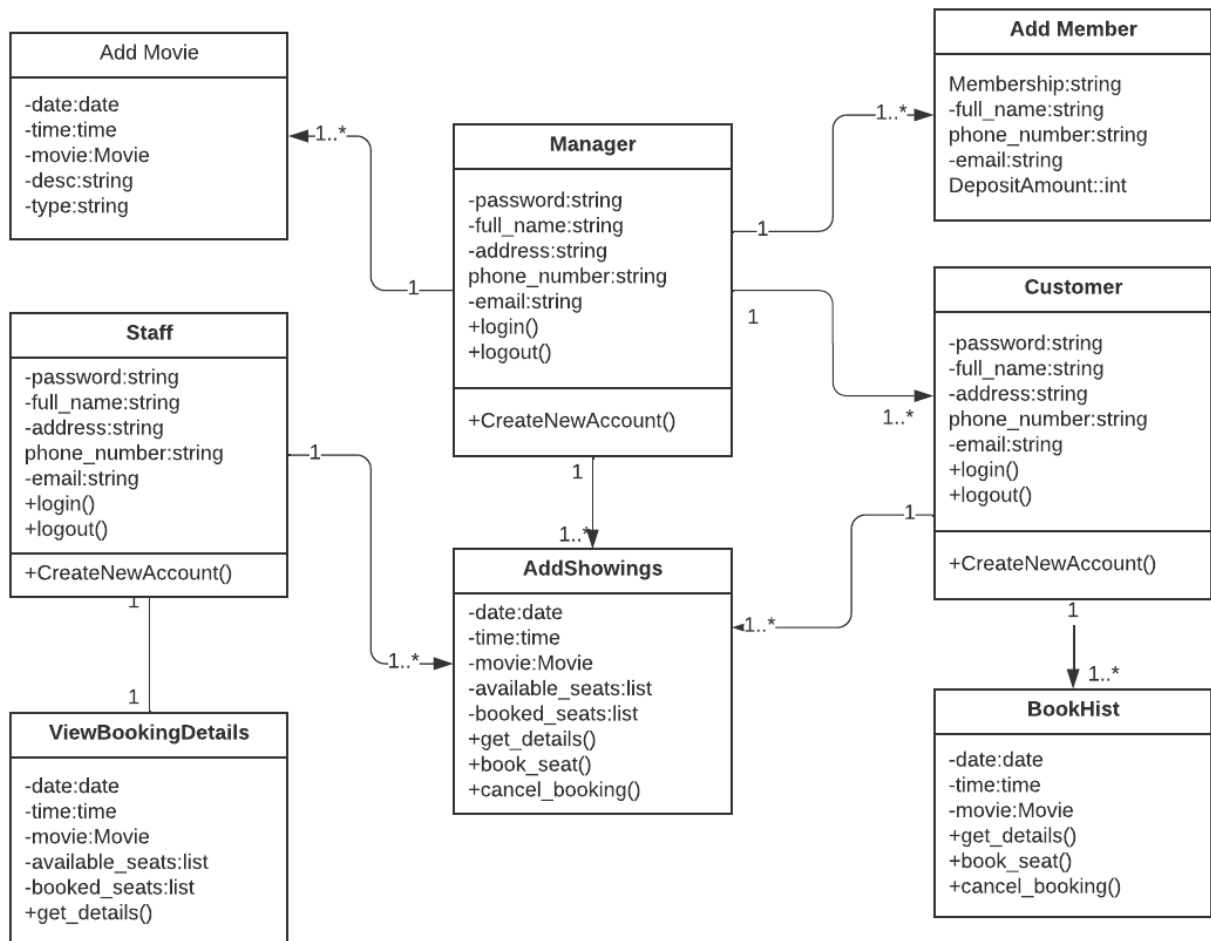 Add Movie
-date:date
-time:time
-movie:Movie
-desc:string
-type:string
1..*
1
Manager
-password:string
-full_name:string
-address:string
phone_number:string
-email:string
+login()
+logout()
+CreateNewAccount()
1
1..*
1
1..*
1
1..*
Add Member
Membership:string
-full_name:string
phone_number:string
-email:string
DepositAmount::int
Staff
-password:string
-full_name:string
-address:string
phone_number:string
-email:string
+login()
+logout()
+CreateNewAccount()
1
1..*
1
1
Customer
-password:string
-full_name:string
-address:string
phone_number:string
-email:string
+login()
+logout()
+CreateNewAccount()
1
1..*
1
1..*
AddShowings
-date:date
-time:time
-movie:Movie
-available_seats:list
-booked_seats:list
+get_details()
+book_seat()
+cancel_booking()
ViewBookingDetails
-date:date
-time:time
-movie:Movie
-available_seats:list
-booked_seats:list
+get_details()
BookHist
-date:date
-time:time
-movie:Movie
+get_details()
+book_seat()
+cancel_booking()